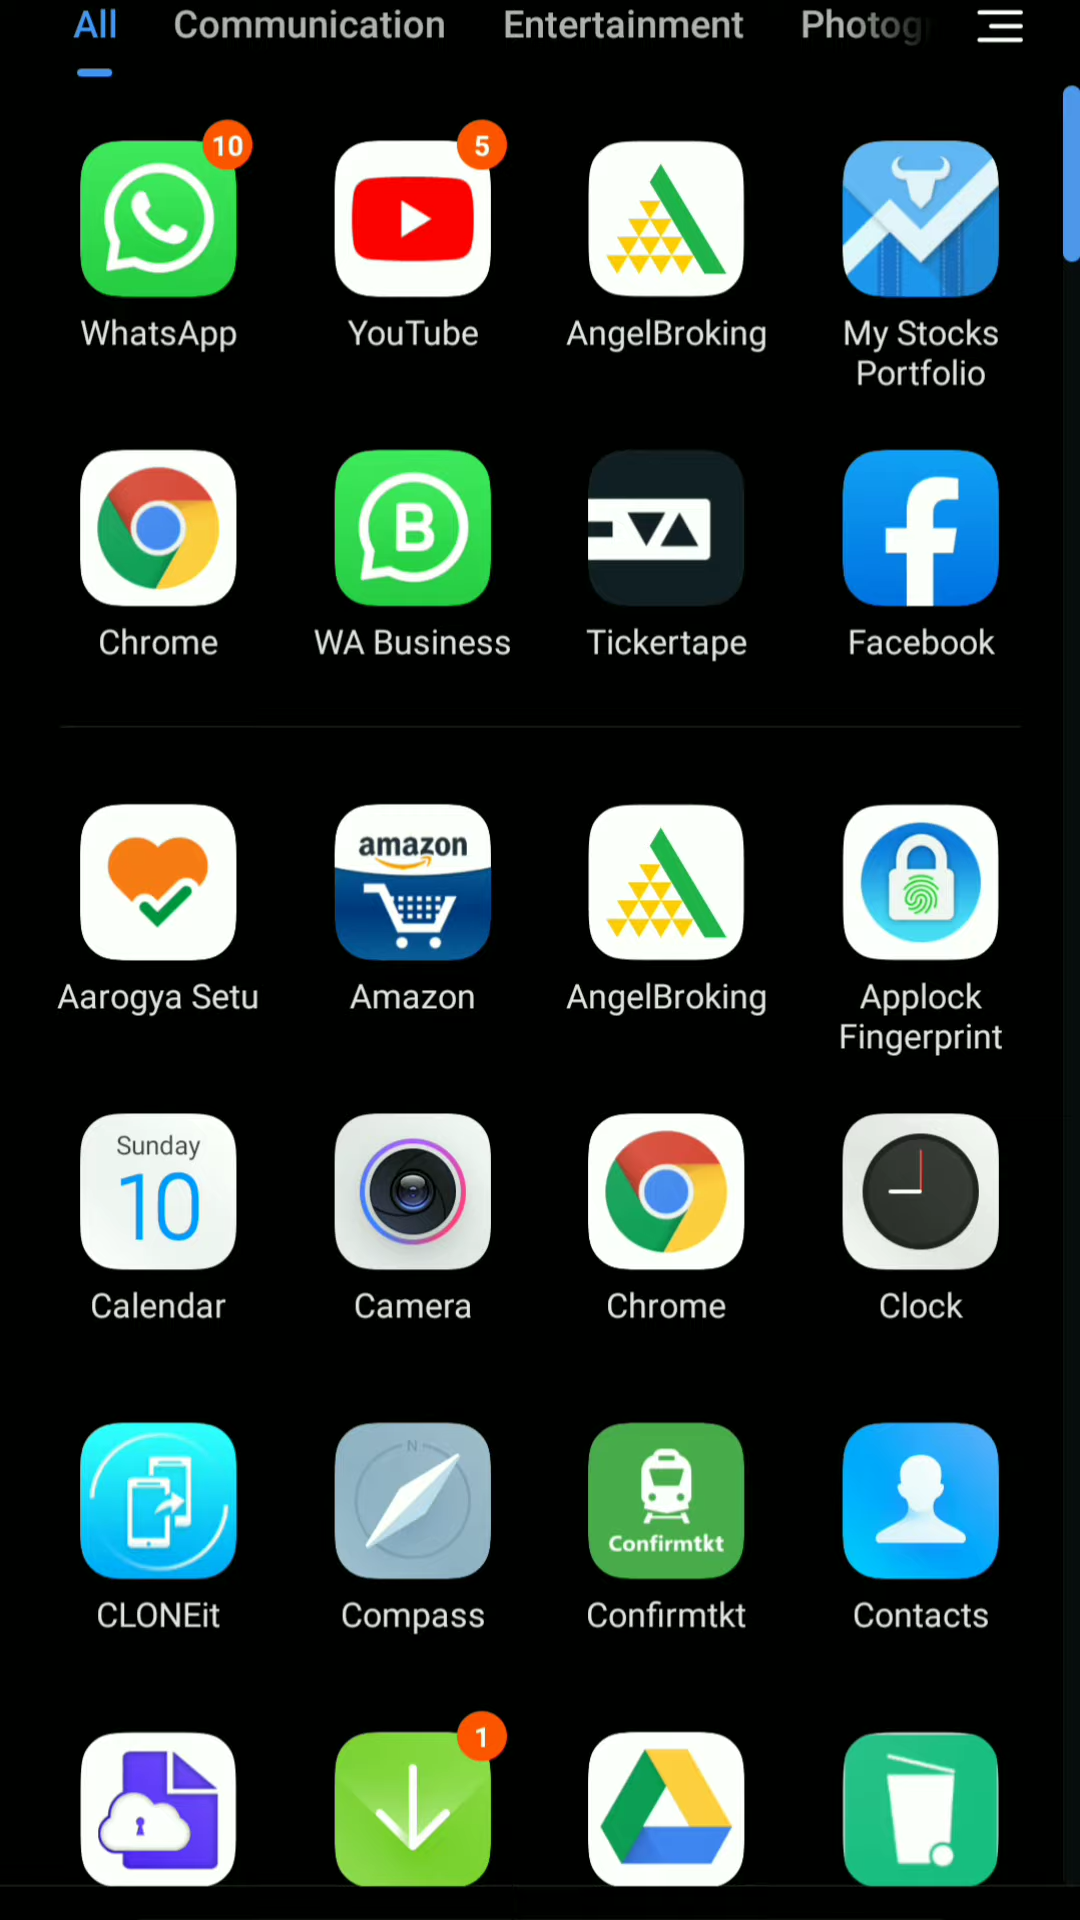 All Communication Entertainment Photog
10 5
WhatsApp YouTube AngelBroking My Stocks
Portfolio
B
Chrome WA Business Tickertape Facebook
amazon
Aarogya Setu Amazon AngelBroking Applock
Fingerprint
Sunday
10
Calendar Camera Chrome Clock
N
Confirmtkt
CLONEit Compass Confirmtkt Contacts
1